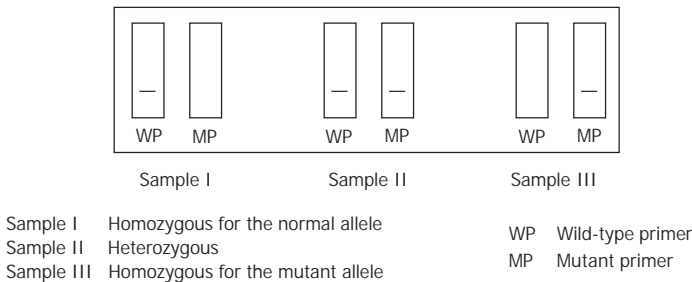 WP MP WP MP WP MP
Sample I Sample II Sample III
Sample I Homozygous for the normal allele
Sample II Heterozygous
Sample III Homozygous for the mutant allele
WP Wild-type primer
MP Mutant primer